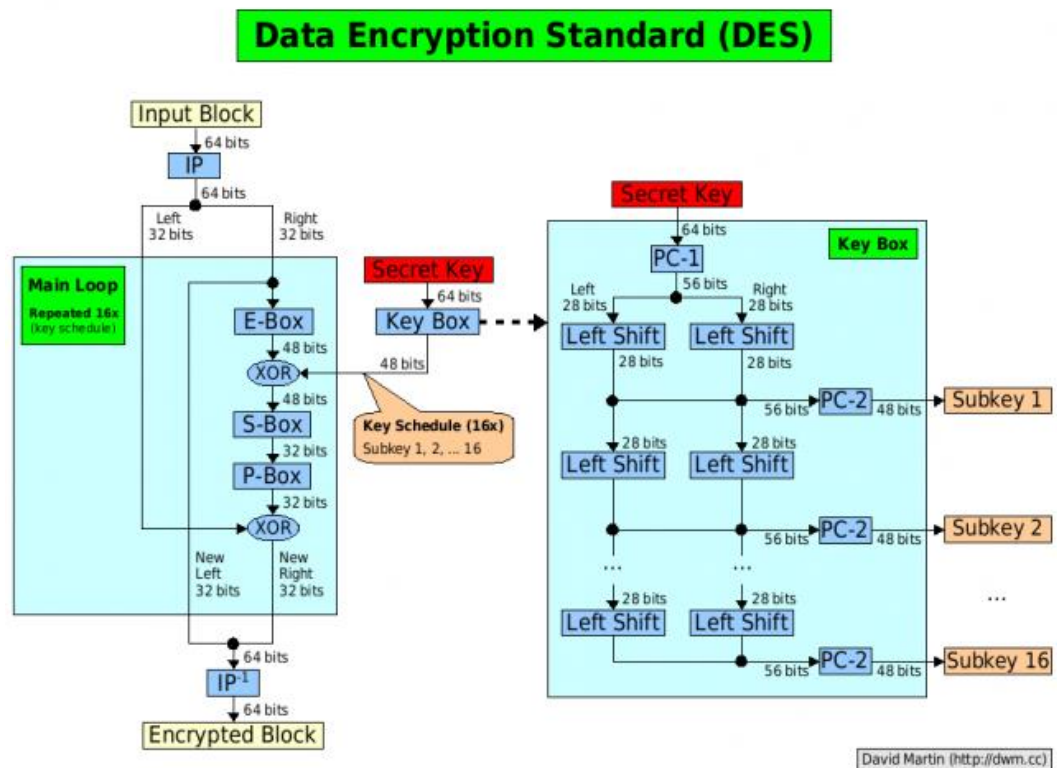 Data Encryption Standard (DES)
Input Block
64 bits
IP
64 bits
Left
32 bits
Right
32 bits
Main Loop
Repeated 16x
(key schedule)
E-Box
48 bits
XOR
48 bits
S-Box
32 bits
P-Box
32 bits
XOR
New
Left
32 bits
New
Right
32 bits
64 bits
IP-1
64 bits
Encrypted Block
Secret Key
64 bits
Key Box
48 bits
Key Schedule (16x)
Subkey 1, 2, ... 16
Secret Key
64 bits
Key Box
PC-1
56 bits
Left
28 bits
Right
28 bits
Left Shift
Left Shift
28 bits
28 bits
56 bits
PC-2
48 bits
Subkey 1
28 bits
28 bits
Left Shift
Left Shift
56 bits
PC-2
48 bits
Subkey 2
...
...
...
28 bits
28 bits
Left Shift
Left Shift
56 bits
PC-2
48 bits
Subkey 16
David Martin (http://dwm.cc)